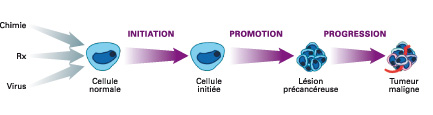 Chimie
Rx
Virus
INITIATION
PROMOTION
PROGRESSION
Cellule
normale
Cellule
initiée
Lésion
précancéreuse
Tumeur
maligne